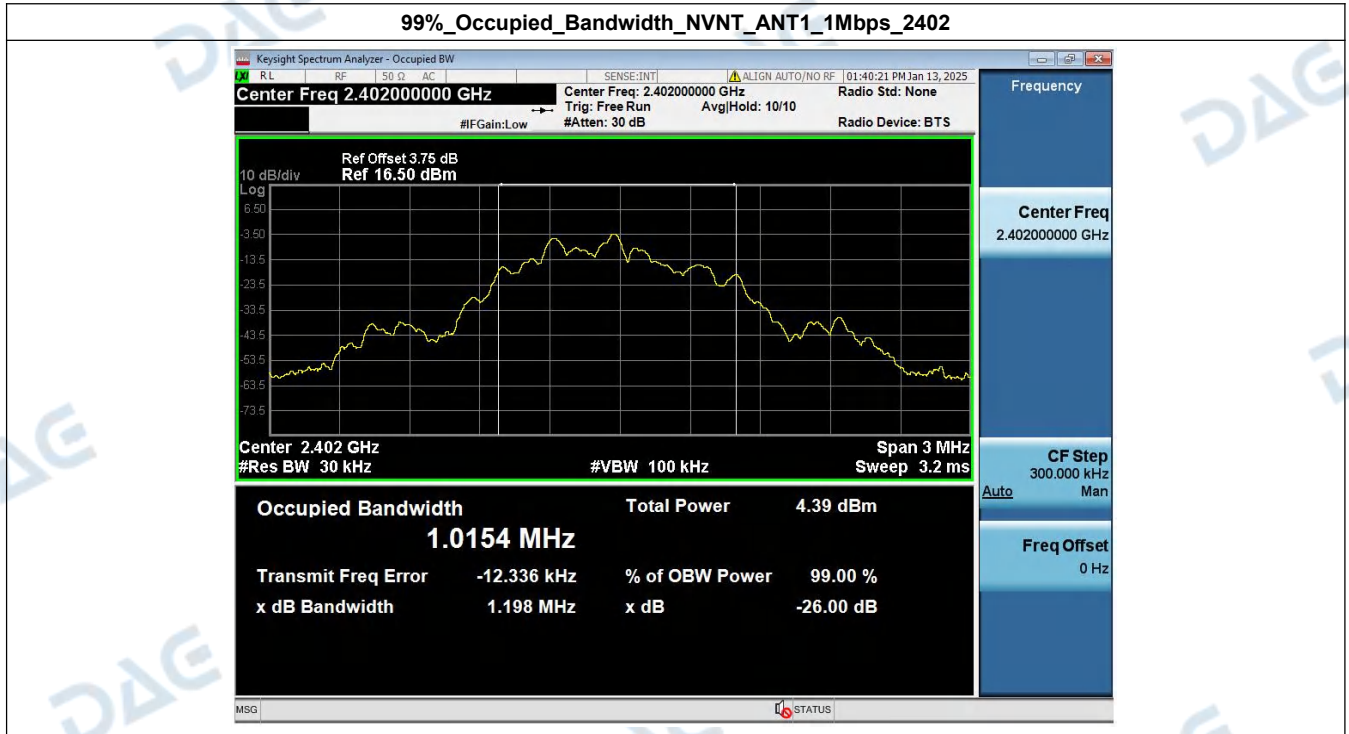 99%_Occupied_Bandwidth_NVNT_ANT1_1Mbps_2402
Keysight Spectrum Analyzer - Occupied BW
LXI RL RF 50 Ω AC SENSE:INT ALIGN AUTO/NO RF 01:40:21 PM Jan 13, 2025
Center Freq 2.402000000 GHz Center Freq: 2.402000000 GHz Radio Std: None
Trig: Free Run Avg|Hold: 10/10
#IFGain:Low #Atten: 30 dB Radio Device: BTS
Frequency
Ref Offset 3.75 dB
10 dB/div Ref 16.50 dBm
Log
6.50
-3.50
-13.5
-23.5
-33.5
-43.5
-53.5
-63.5
-73.5
Center 2.402 GHz Span 3 MHz
#Res BW 30 kHz #VBW 100 kHz Sweep 3.2 ms
Center Freq
2.402000000 GHz
CF Step
300.000 kHz
Auto Man
Freq Offset
0 Hz
Occupied Bandwidth Total Power 4.39 dBm
1.0154 MHz
Transmit Freq Error -12.336 kHz % of OBW Power 99.00 %
x dB Bandwidth 1.198 MHz x dB -26.00 dB
MSG STATUS
DAG
DAG
DAG
DAG